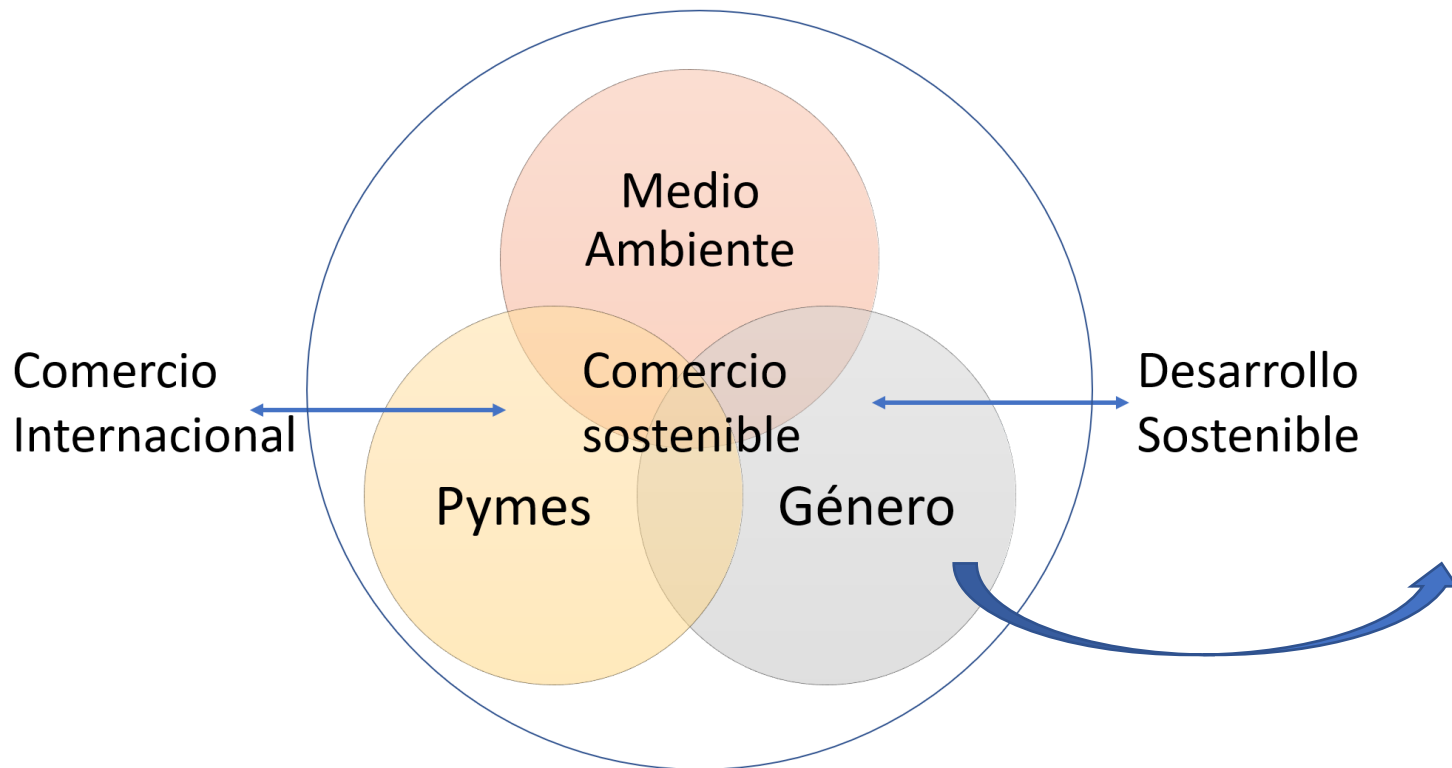 Medio
Ambiente
Comercio
Internacional
Comercio
sostenible
Desarrollo
Sostenible
Pymes
Género